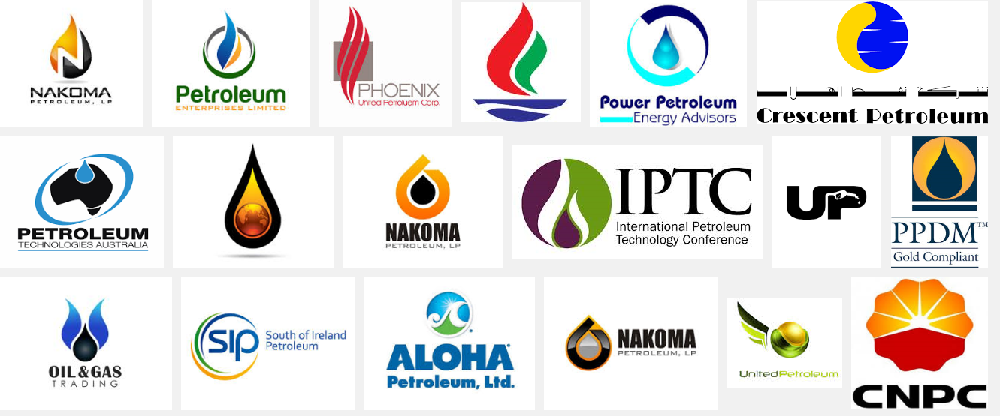 N
NAKOMA
PETROLEUM, LP
Petroleum
ENTERPRISES LIMITED
PHOENIX
United Petroluem Corp.
Power Petroleum
Energy Advisors
شركة نفط الهلال
Crescent Petroleum
PETROLEUM
TECHNOLOGIES AUSTRALIA
NAKOMA
PETROLEUM, LP
IPTC
International Petroleum
Technology Conference
UP
PPDM™
Gold Compliant
OIL & GAS
TRADING
sip
South of Ireland
Petroleum
ALOHA®
Petroleum, Ltd.
NAKOMA
PETROLEUM, LP
UnitedPetroleum
CNPC